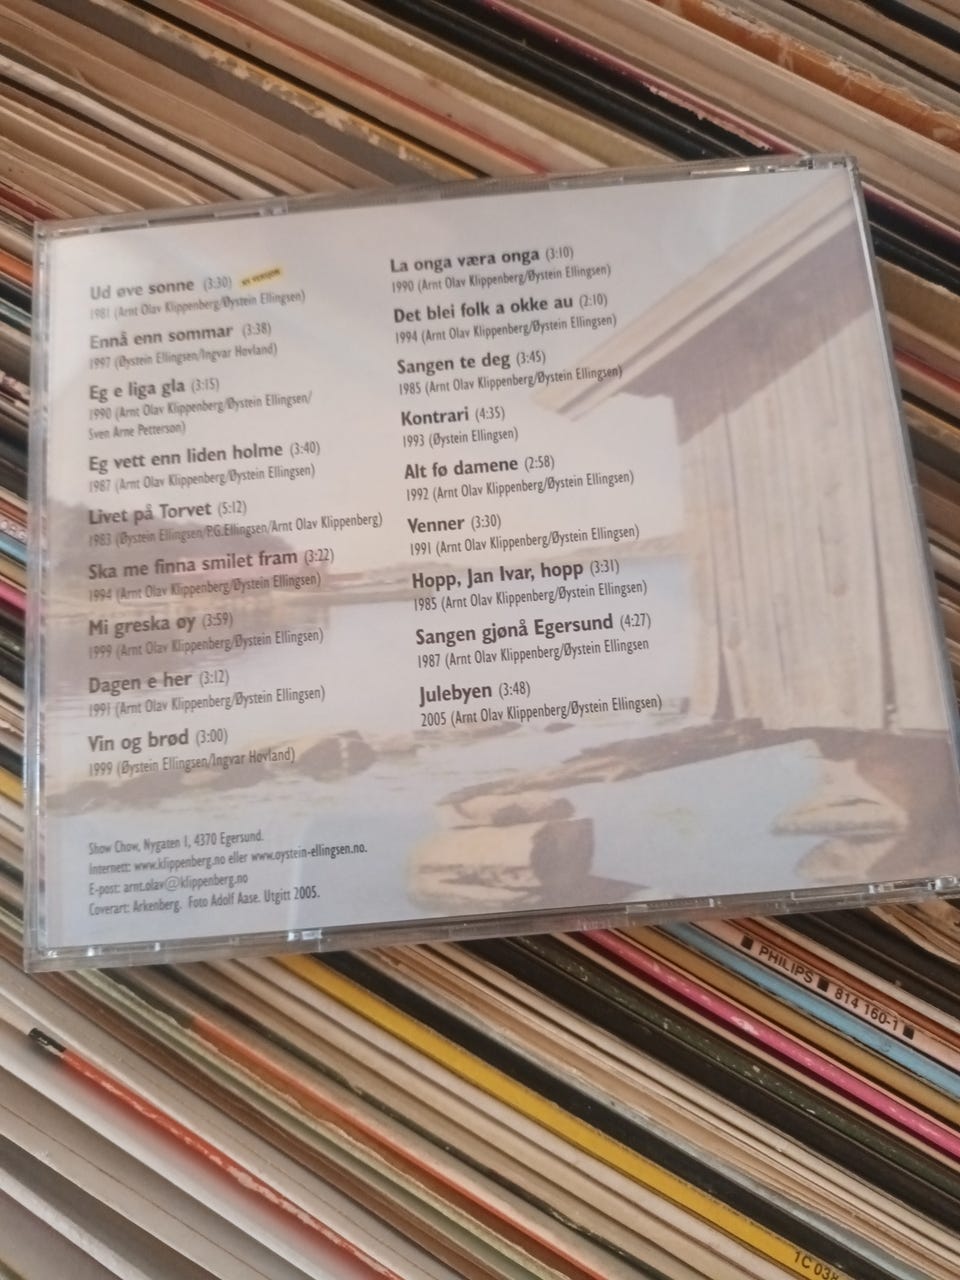 Ud øve sonne (3:30) NY VERSJON
1981 (Arnt Olav Klippenberg/Øystein Ellingsen)
Ennå enn sommar (3:38)
1997 (Øystein Ellingsen/Ingvar Hovland)
Eg e liga gla (3:15)
1990 (Arnt Olav Klippenberg/Øystein Ellingsen/
Sven Arne Petterson)
Eg vett enn liden holme (3:40)
1987 (Arnt Olav Klippenberg/Øystein Ellingsen)
Livet på Torvet (5:12)
1983 (Øystein Ellingsen/P.G.Ellingsen/Arnt Olav Klippenberg)
Ska me finna smilet fram (3:22)
1994 (Arnt Olav Klippenberg/Øystein Ellingsen)
Mi greska øy (3:59)
1999 (Arnt Olav Klippenberg/Øystein Ellingsen)
Dagen e her (3:12)
1991 (Arnt Olav Klippenberg/Øystein Ellingsen)
Vin og brød (3:00)
1999 (Øystein Ellingsen/Ingvar Hovland)
La onga væra onga (3:10)
1990 (Arnt Olav Klippenberg/Øystein Ellingsen)
Det blei folk a okke au (2:10)
1994 (Arnt Olav Klippenberg/Øystein Ellingsen)
Sangen te deg (3:45)
1985 (Arnt Olav Klippenberg/Øystein Ellingsen)
Kontrari (4:35)
1993 (Øystein Ellingsen)
Alt fø damene (2:58)
1992 (Arnt Olav Klippenberg/Øystein Ellingsen)
Venner (3:30)
1991 (Arnt Olav Klippenberg/Øystein Ellingsen)
Hopp, Jan Ivar, hopp (3:31)
1985 (Arnt Olav Klippenberg/Øystein Ellingsen)
Sangen gjønå Egersund (4:27)
1987 (Arnt Olav Klippenberg/Øystein Ellingsen
Julebyen (3:48)
2005 (Arnt Olav Klippenberg/Øystein Ellingsen)
Show Chow, Nygaten 1, 4370 Egersund.
Internett: www.klippenberg.no eller www.oystein-ellingsen.no.
E-post: arnt.olav@klippenberg.no
Coverart: Arkenberg. Foto Adolf Aase. Utgitt 2005.
PHILIPS 814 160-1
1C 038